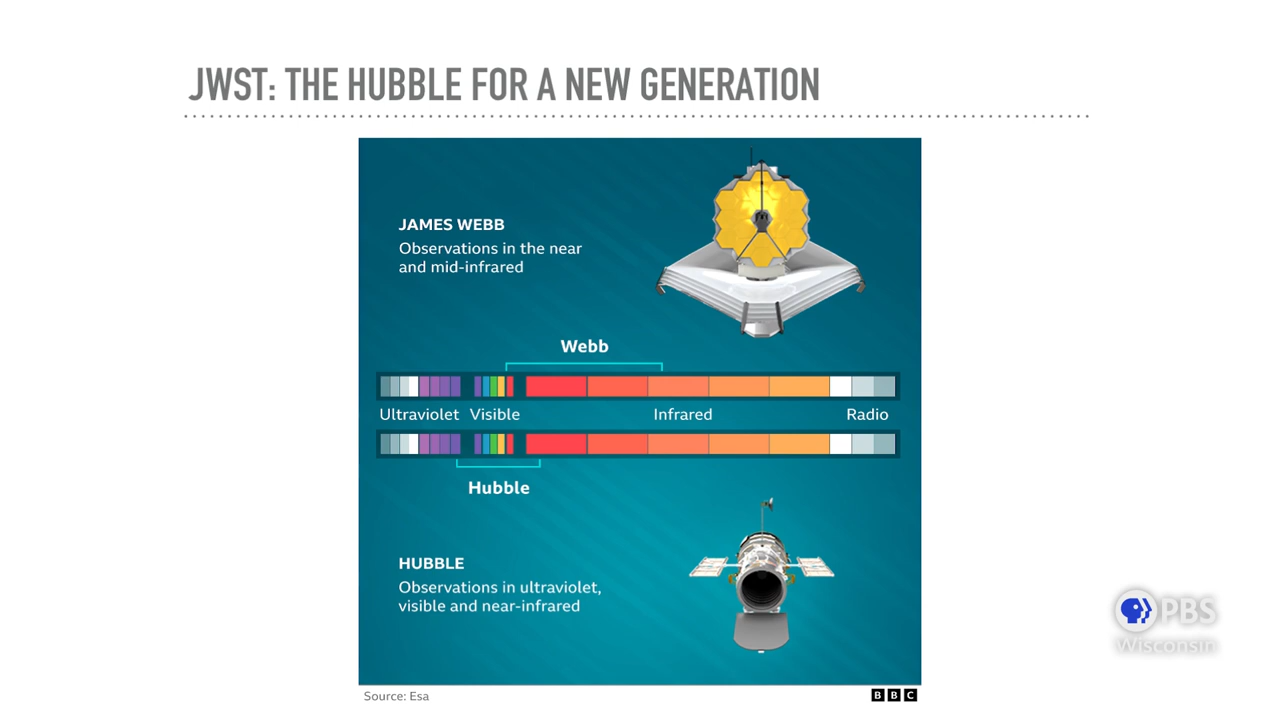 JWST: THE HUBBLE FOR A NEW GENERATION
JAMES WEBB
Observations in the near
and mid-infrared
Webb
Ultraviolet Visible Infrared Radio
Hubble
HUBBLE
Observations in ultraviolet,
visible and near-infrared
PBS
Wisconsin
Source: Esa
BBC